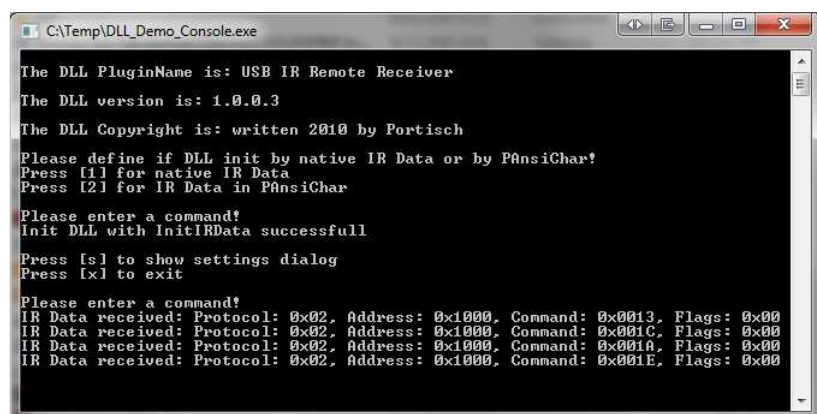 C:\Temp\DLL_Demo_Console.exe
The DLL PluginName is: USB IR Remote Receiver
The DLL version is: 1.0.0.3
The DLL Copyright is: written 2010 by Portisch
Please define if DLL init by native IR Data or by PAnsiChar!
Press [1] for native IR Data
Press [2] for IR Data in PAnsiChar
Please enter a command!
Init DLL with InitIRData successfull
Press [s] to show settings dialog
Press [x] to exit
Please enter a command!
IR Data received: Protocol: 0x02, Address: 0x1000, Command: 0x0013, Flags: 0x00
IR Data received: Protocol: 0x02, Address: 0x1000, Command: 0x001C, Flags: 0x00
IR Data received: Protocol: 0x02, Address: 0x1000, Command: 0x001A, Flags: 0x00
IR Data received: Protocol: 0x02, Address: 0x1000, Command: 0x001E, Flags: 0x00